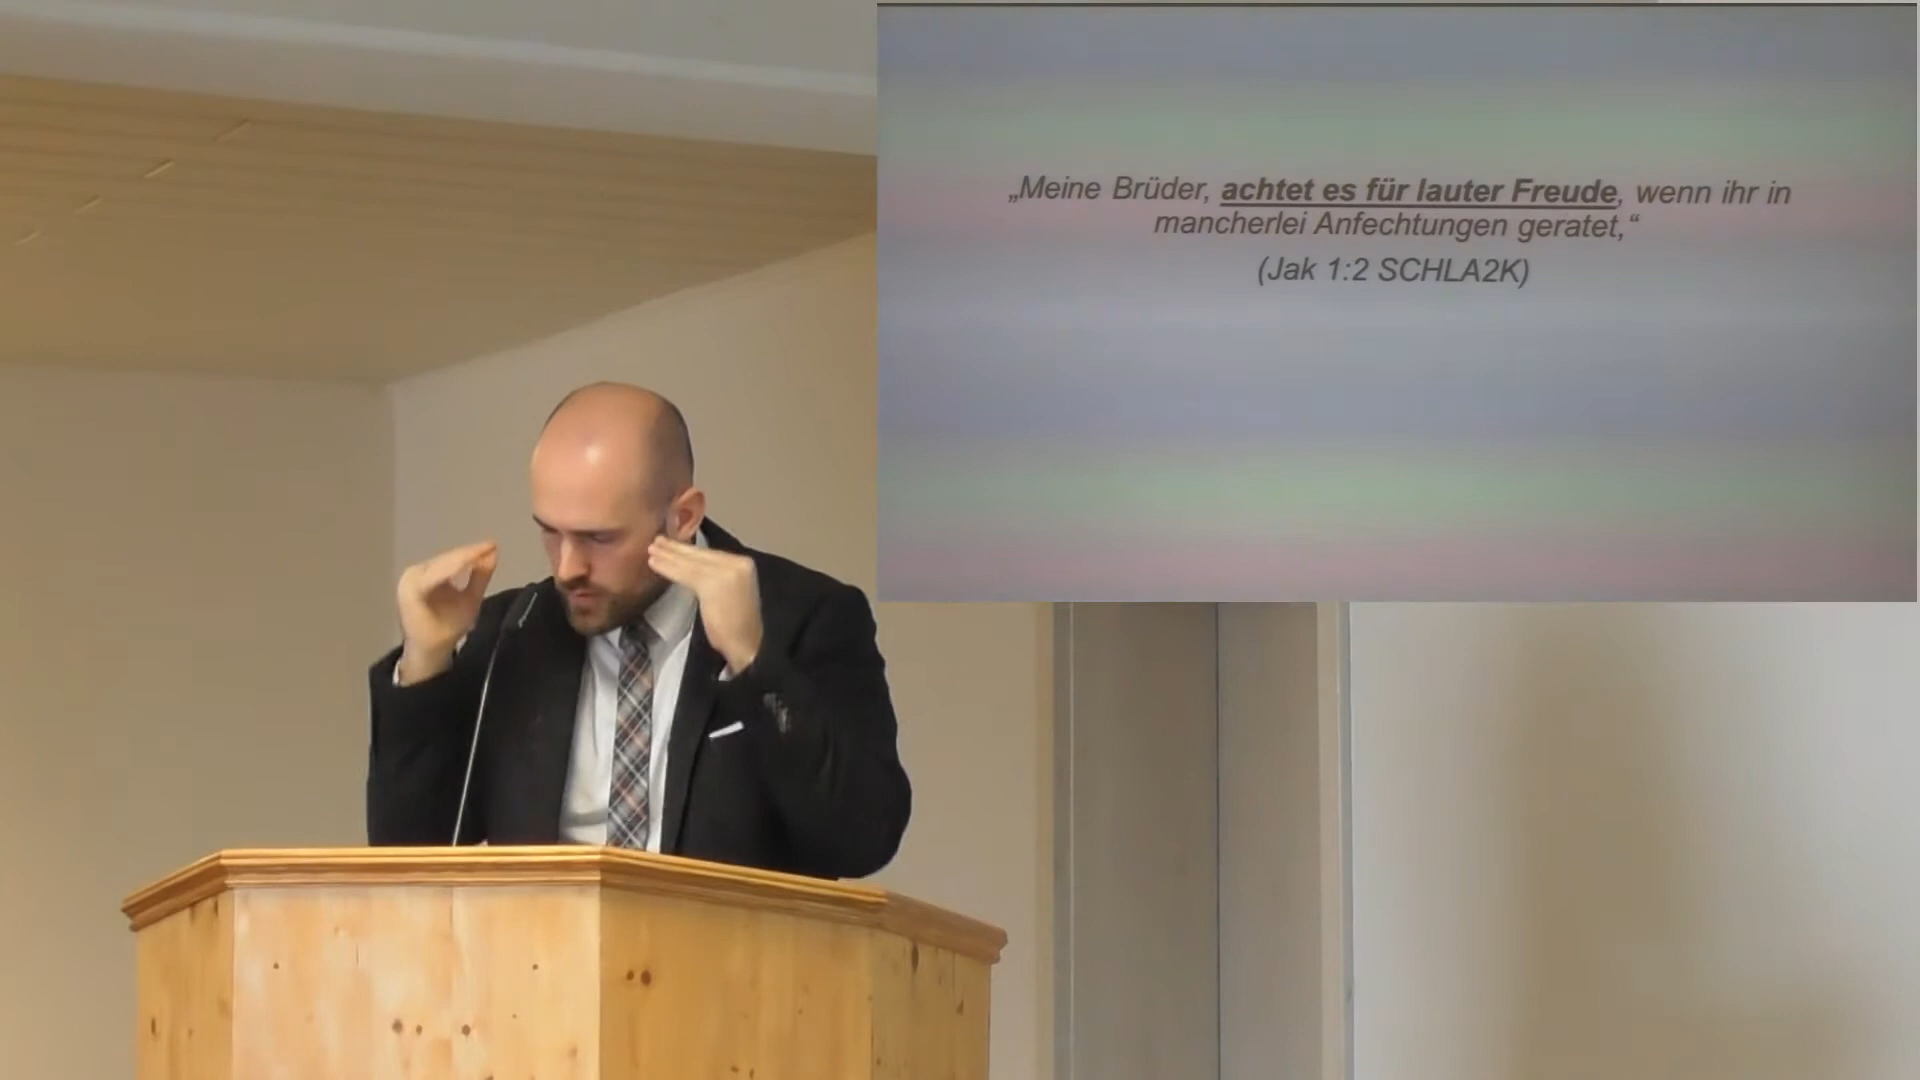 „Meine Brüder, achtet es für lauter Freude, wenn ihr in
mancherlei Anfechtungen geratet,“
(Jak 1:2 SCHLA2K)